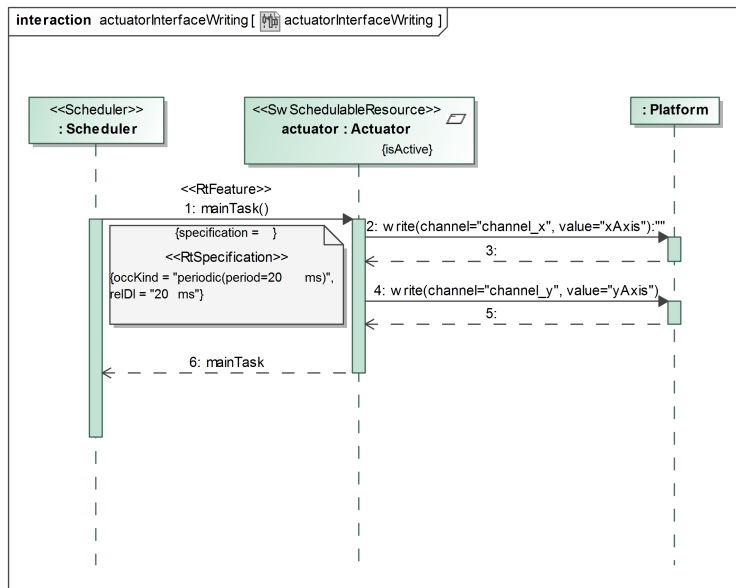 interaction actuatorInterfaceWriting [ actuatorInterfaceWriting ]
<<Scheduler>>
: Scheduler
<<SwSchedulableResource>>
actuator : Actuator
{isActive}
: Platform
<<RtFeature>>
1: mainTask()
{specification = }
<<RtSpecification>>
{occKind = "periodic(period=20 ms)",
relDl = "20 ms"}
2: write(channel="channel_x", value="xAxis"):""
3:
4: write(channel="channel_y", value="yAxis")
5:
6: mainTask